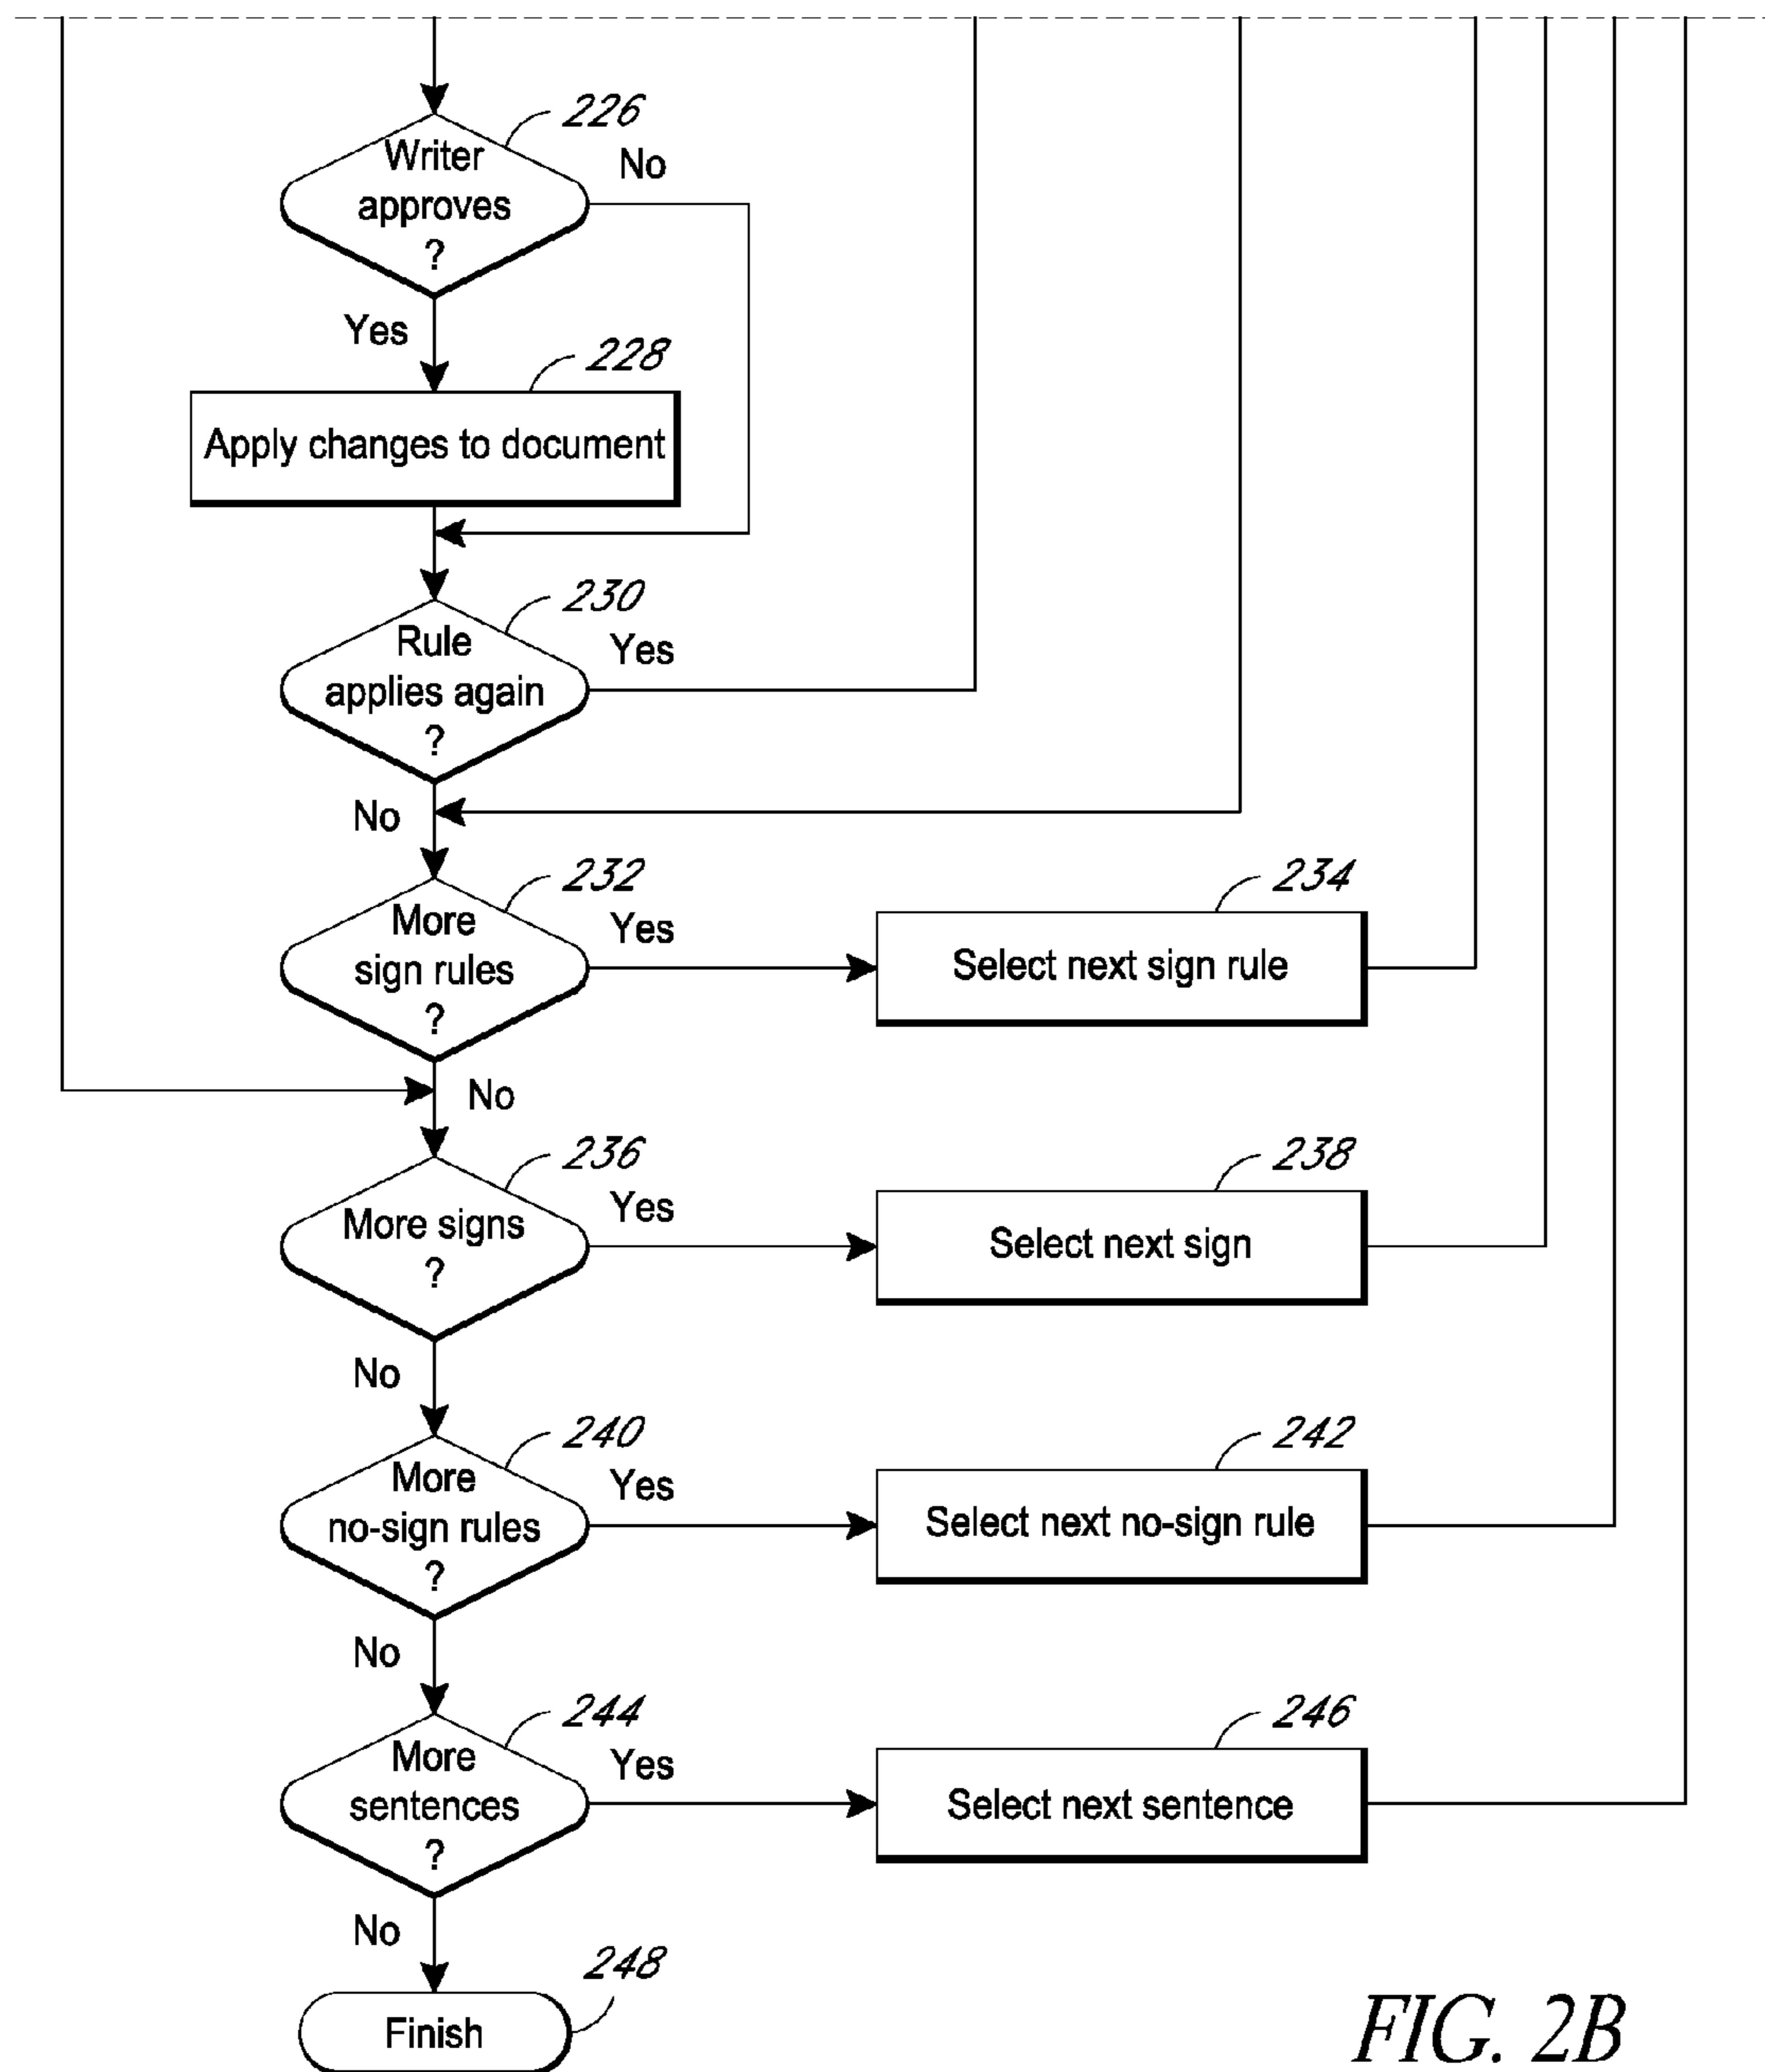 226
Writer
approves
?
No
Yes
228
Apply changes to document
230
Rule
applies again
?
Yes
No
232
More
sign rules
?
Yes
234
Select next sign rule
No
236
More signs
?
Yes
238
Select next sign
No
240
More
no-sign rules
?
Yes
242
Select next no-sign rule
No
244
More
sentences
?
Yes
246
Select next sentence
No
248
Finish
FIG. 2B